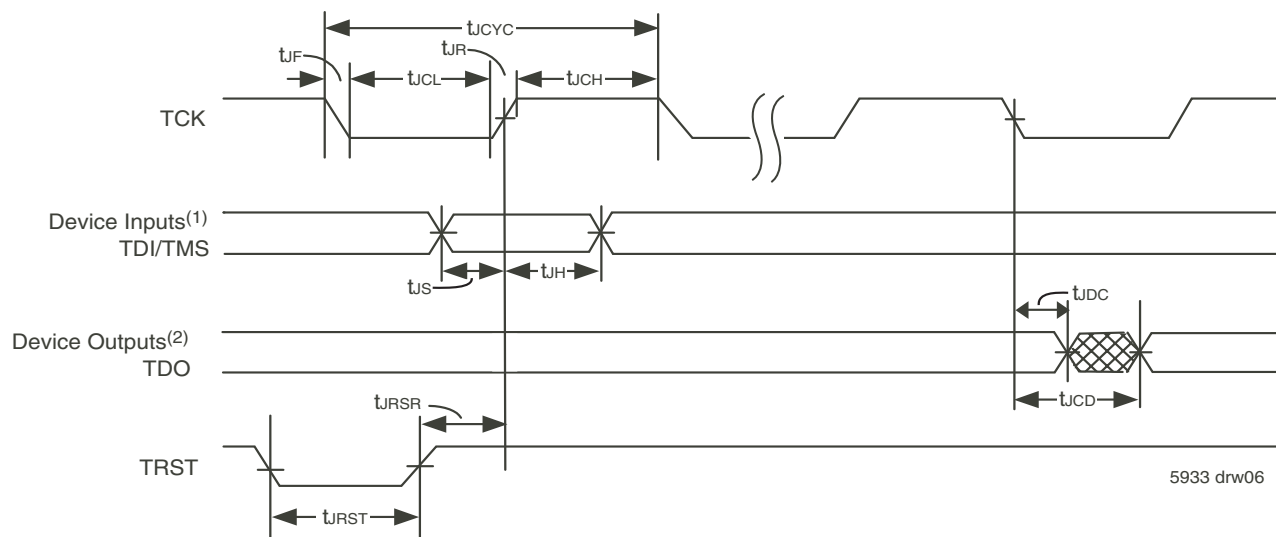 tJCYC
tJF
tJR
tJCL
tJCH
TCK
Device Inputs(1)
TDI/TMS
tJS
tJH
tJDC
Device Outputs(2)
TDO
tJCD
tJRSR
TRST
5933 drw06
tJRST